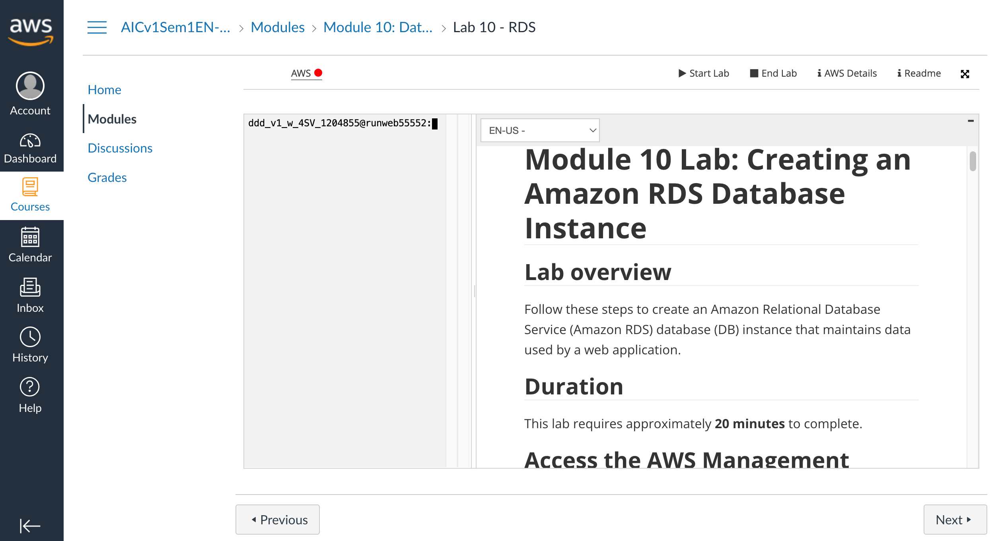 aws
Account
Dashboard
Courses
Calendar
Inbox
History
Help
AICv1Sem1EN-... > Modules > Module 10: Dat... > Lab 10 - RDS
Home
Modules
Discussions
Grades
AWS
Start Lab
End Lab
AWS Details
Readme
ddd_v1_w_4SV_1204855@runweb55552:
EN-US -
Module 10 Lab: Creating an
Amazon RDS Database
Instance
Lab overview
Follow these steps to create an Amazon Relational Database
Service (Amazon RDS) database (DB) instance that maintains data
used by a web application.
Duration
This lab requires approximately 20 minutes to complete.
Access the AWS Management
Previous
Next